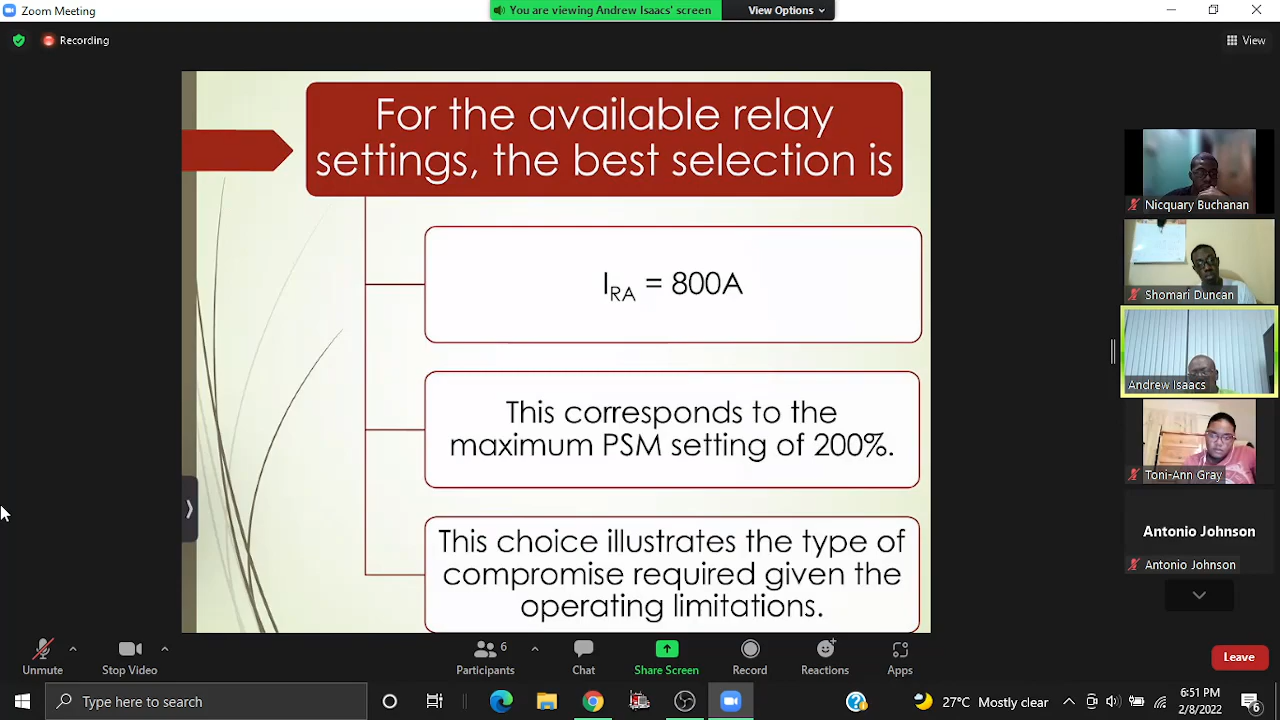 Zoom Meeting
You are viewing Andrew Isaacs' screen
View Options
Recording
View
For the available relay
settings, the best selection is
I_RA = 800A
This corresponds to the
maximum PSM setting of 200%.
This choice illustrates the type of
compromise required given the
operating limitations.
Nicquary Buchanan
Shomari Duncan
Andrew Isaacs
Toni-Ann Gray
Antonio Johnson
Antonio Johnson
Unmute
Stop Video
Participants
6
Chat
Share Screen
Record
Reactions
Apps
Leave
Type here to search
27°C Mostly clear
6:51 PM
2/8/2022
6